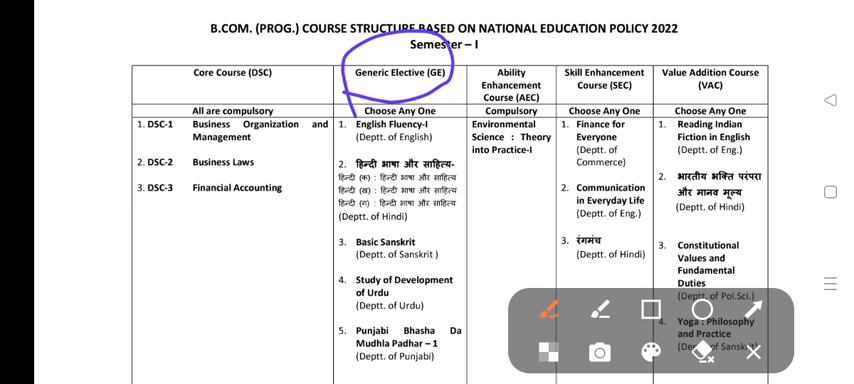 B.COM. (PROG.) COURSE STRUCTURE BASED ON NATIONAL EDUCATION POLICY 2022
Semester – I
Core Course (DSC)
Generic Elective (GE)
Ability
Enhancement
Course (AEC)
Skill Enhancement
Course (SEC)
Value Addition Course
(VAC)
All are compulsory
Choose Any One
Compulsory
Choose Any One
Choose Any One
1. DSC-1 Business Organization and
Management
2. DSC-2 Business Laws
3. DSC-3 Financial Accounting
1. English Fluency-I
(Deptt. of English)
2. हिन्दी भाषा और साहित्य-
हिन्दी (क) : हिन्दी भाषा और साहित्य
हिन्दी (ख) : हिन्दी भाषा और साहित्य
हिन्दी (ग) : हिन्दी भाषा और साहित्य
(Deptt. of Hindi)
3. Basic Sanskrit
(Deptt. of Sanskrit )
4. Study of Development
of Urdu
(Deptt. of Urdu)
5. Punjabi Bhasha Da
Mudhla Padhar – 1
(Deptt. of Punjabi)
Environmental
Science : Theory
into Practice-I
1. Finance for
Everyone
(Deptt. of
Commerce)
2. Communication
in Everyday Life
(Deptt. of Eng.)
3. रंगमंच
(Deptt. of Hindi)
1. Reading Indian
Fiction in English
(Deptt. of Eng.)
2. भारतीय भक्ति परंपरा
और मानव मूल्य
(Deptt. of Hindi)
3. Constitutional
Values and
Fundamental
Duties
(Deptt. of Pol.Sci.)
4. Yoga : Philosophy
and Practice
of Sanskrit)